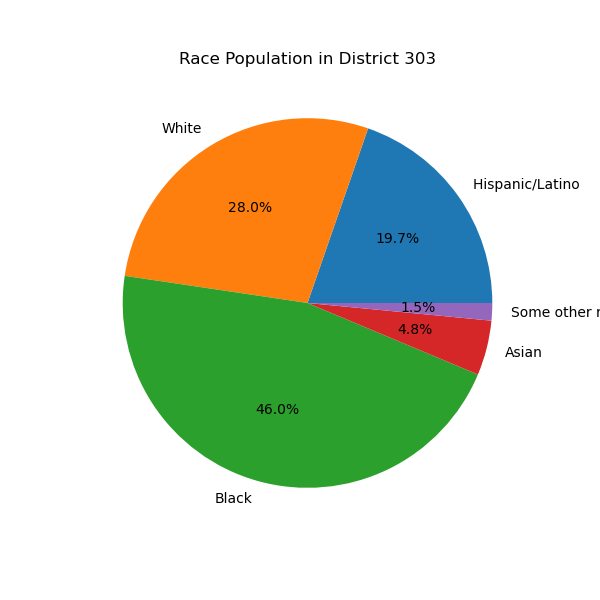 Race Population in District 303
White
Hispanic/Latino
28.0%
19.7%
1.5%
Some other
4.8%
Asian
46.0%
Black